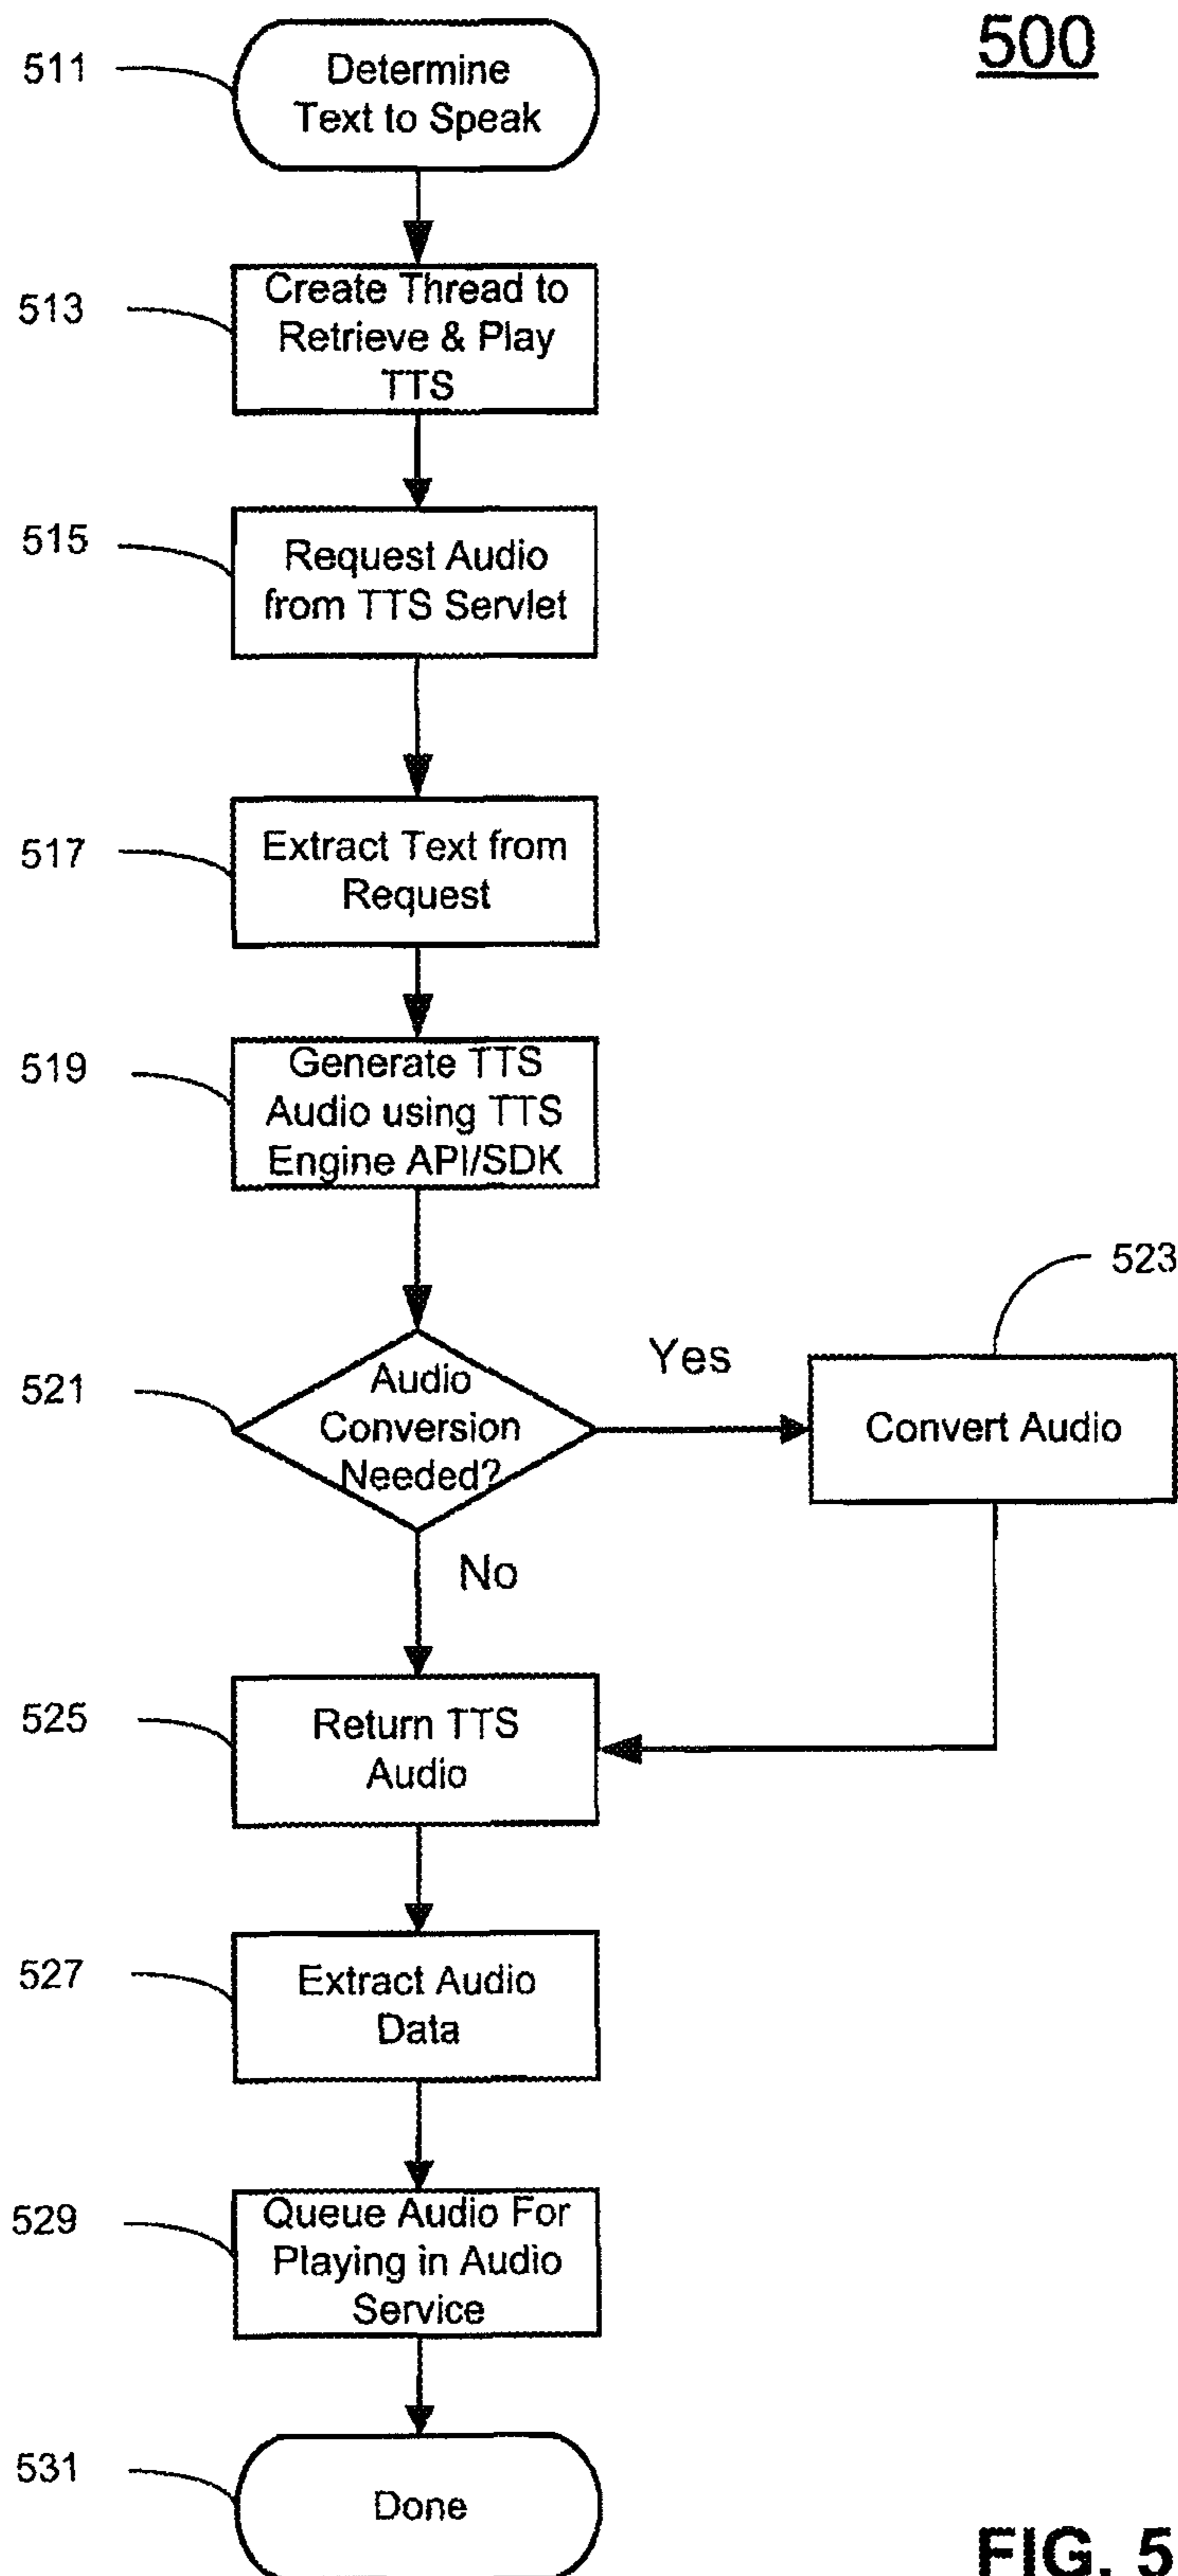 500
511
Determine
Text to Speak
513
Create Thread to
Retrieve & Play
TTS
515
Request Audio
from TTS Servlet
517
Extract Text from
Request
519
Generate TTS
Audio using TTS
Engine API/SDK
521
Audio
Conversion
Needed?
Yes
523
Convert Audio
No
525
Return TTS
Audio
527
Extract Audio
Data
529
Queue Audio For
Playing in Audio
Service
531
Done
FIG. 5